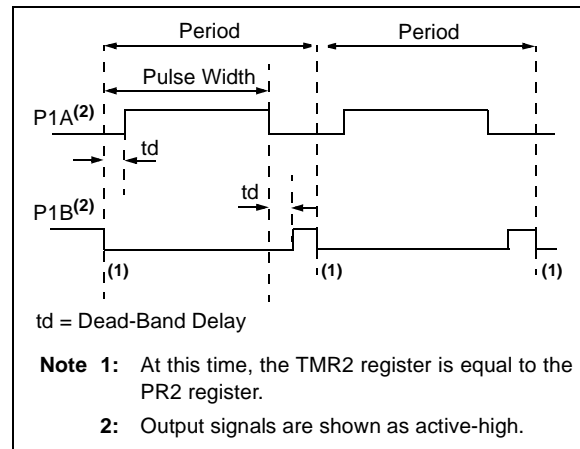 Period Period
Pulse Width
P1A(2)
td
td
P1B(2)
(1) (1) (1)
td = Dead-Band Delay
Note 1: At this time, the TMR2 register is equal to the
PR2 register.
2: Output signals are shown as active-high.